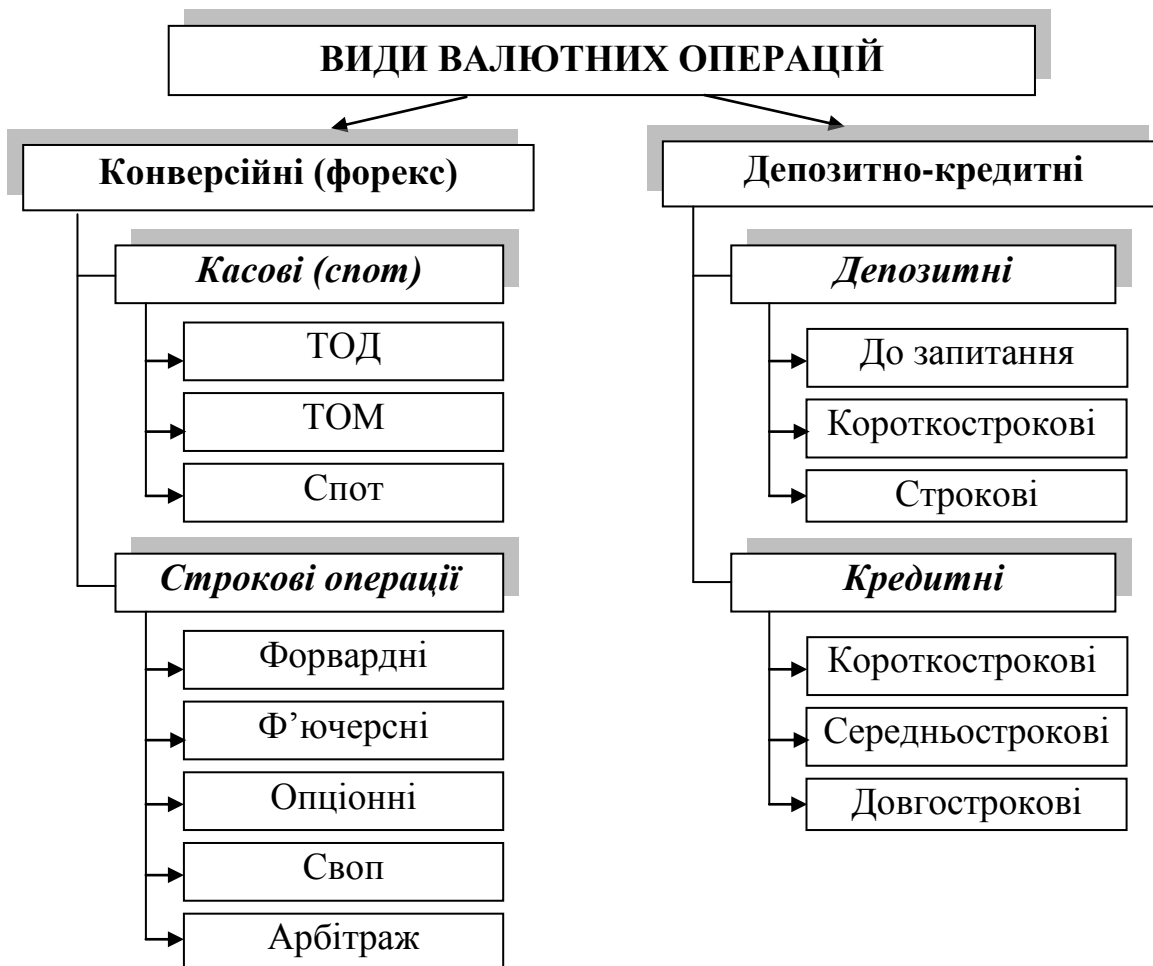 ВИДИ ВАЛЮТНИХ ОПЕРАЦІЙ
Конверсійні (форекс)
Касові (спот)
ТОД
ТОМ
Спот
Строкові операції
Форвардні
Ф’ючерсні
Опціонні
Своп
Арбітраж
Депозитно-кредитні
Депозитні
До запитання
Короткострокові
Строкові
Кредитні
Короткострокові
Середньострокові
Довгострокові